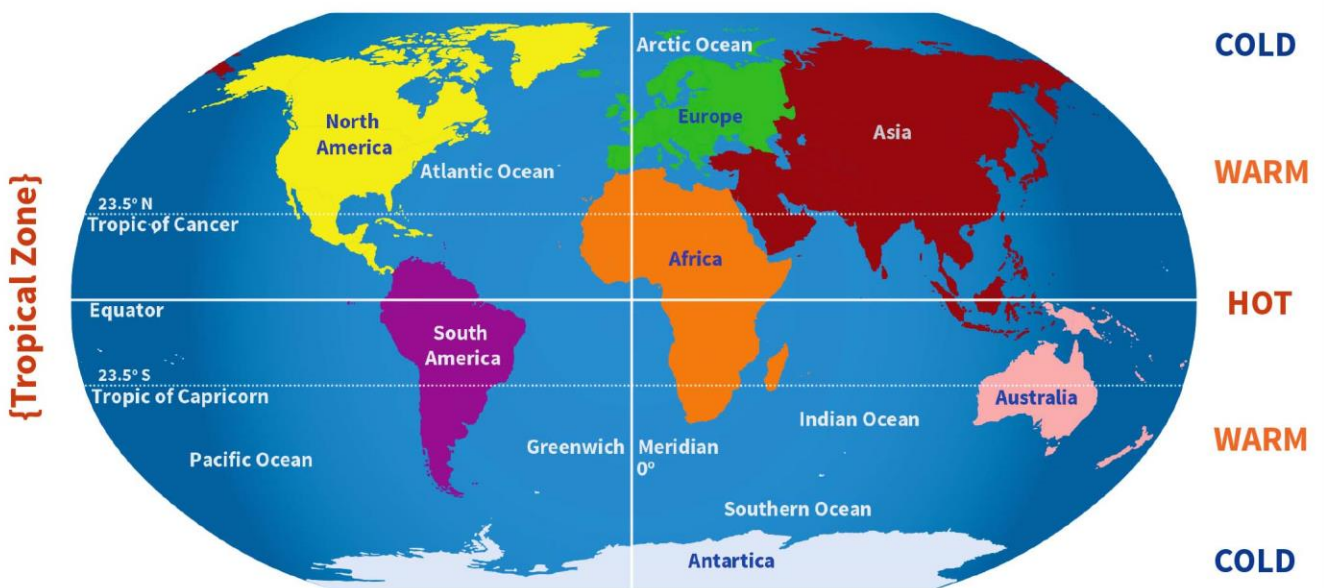 Arctic Ocean
COLD
North
America
Europe
Asia
Atlantic Ocean
WARM
23.5° N
Tropic of Cancer
{Tropical Zone}
Africa
Equator
HOT
South
America
23.5° S
Tropic of Capricorn
Australia
Indian Ocean
Greenwich Meridian
0°
WARM
Pacific Ocean
Southern Ocean
Antartica
COLD